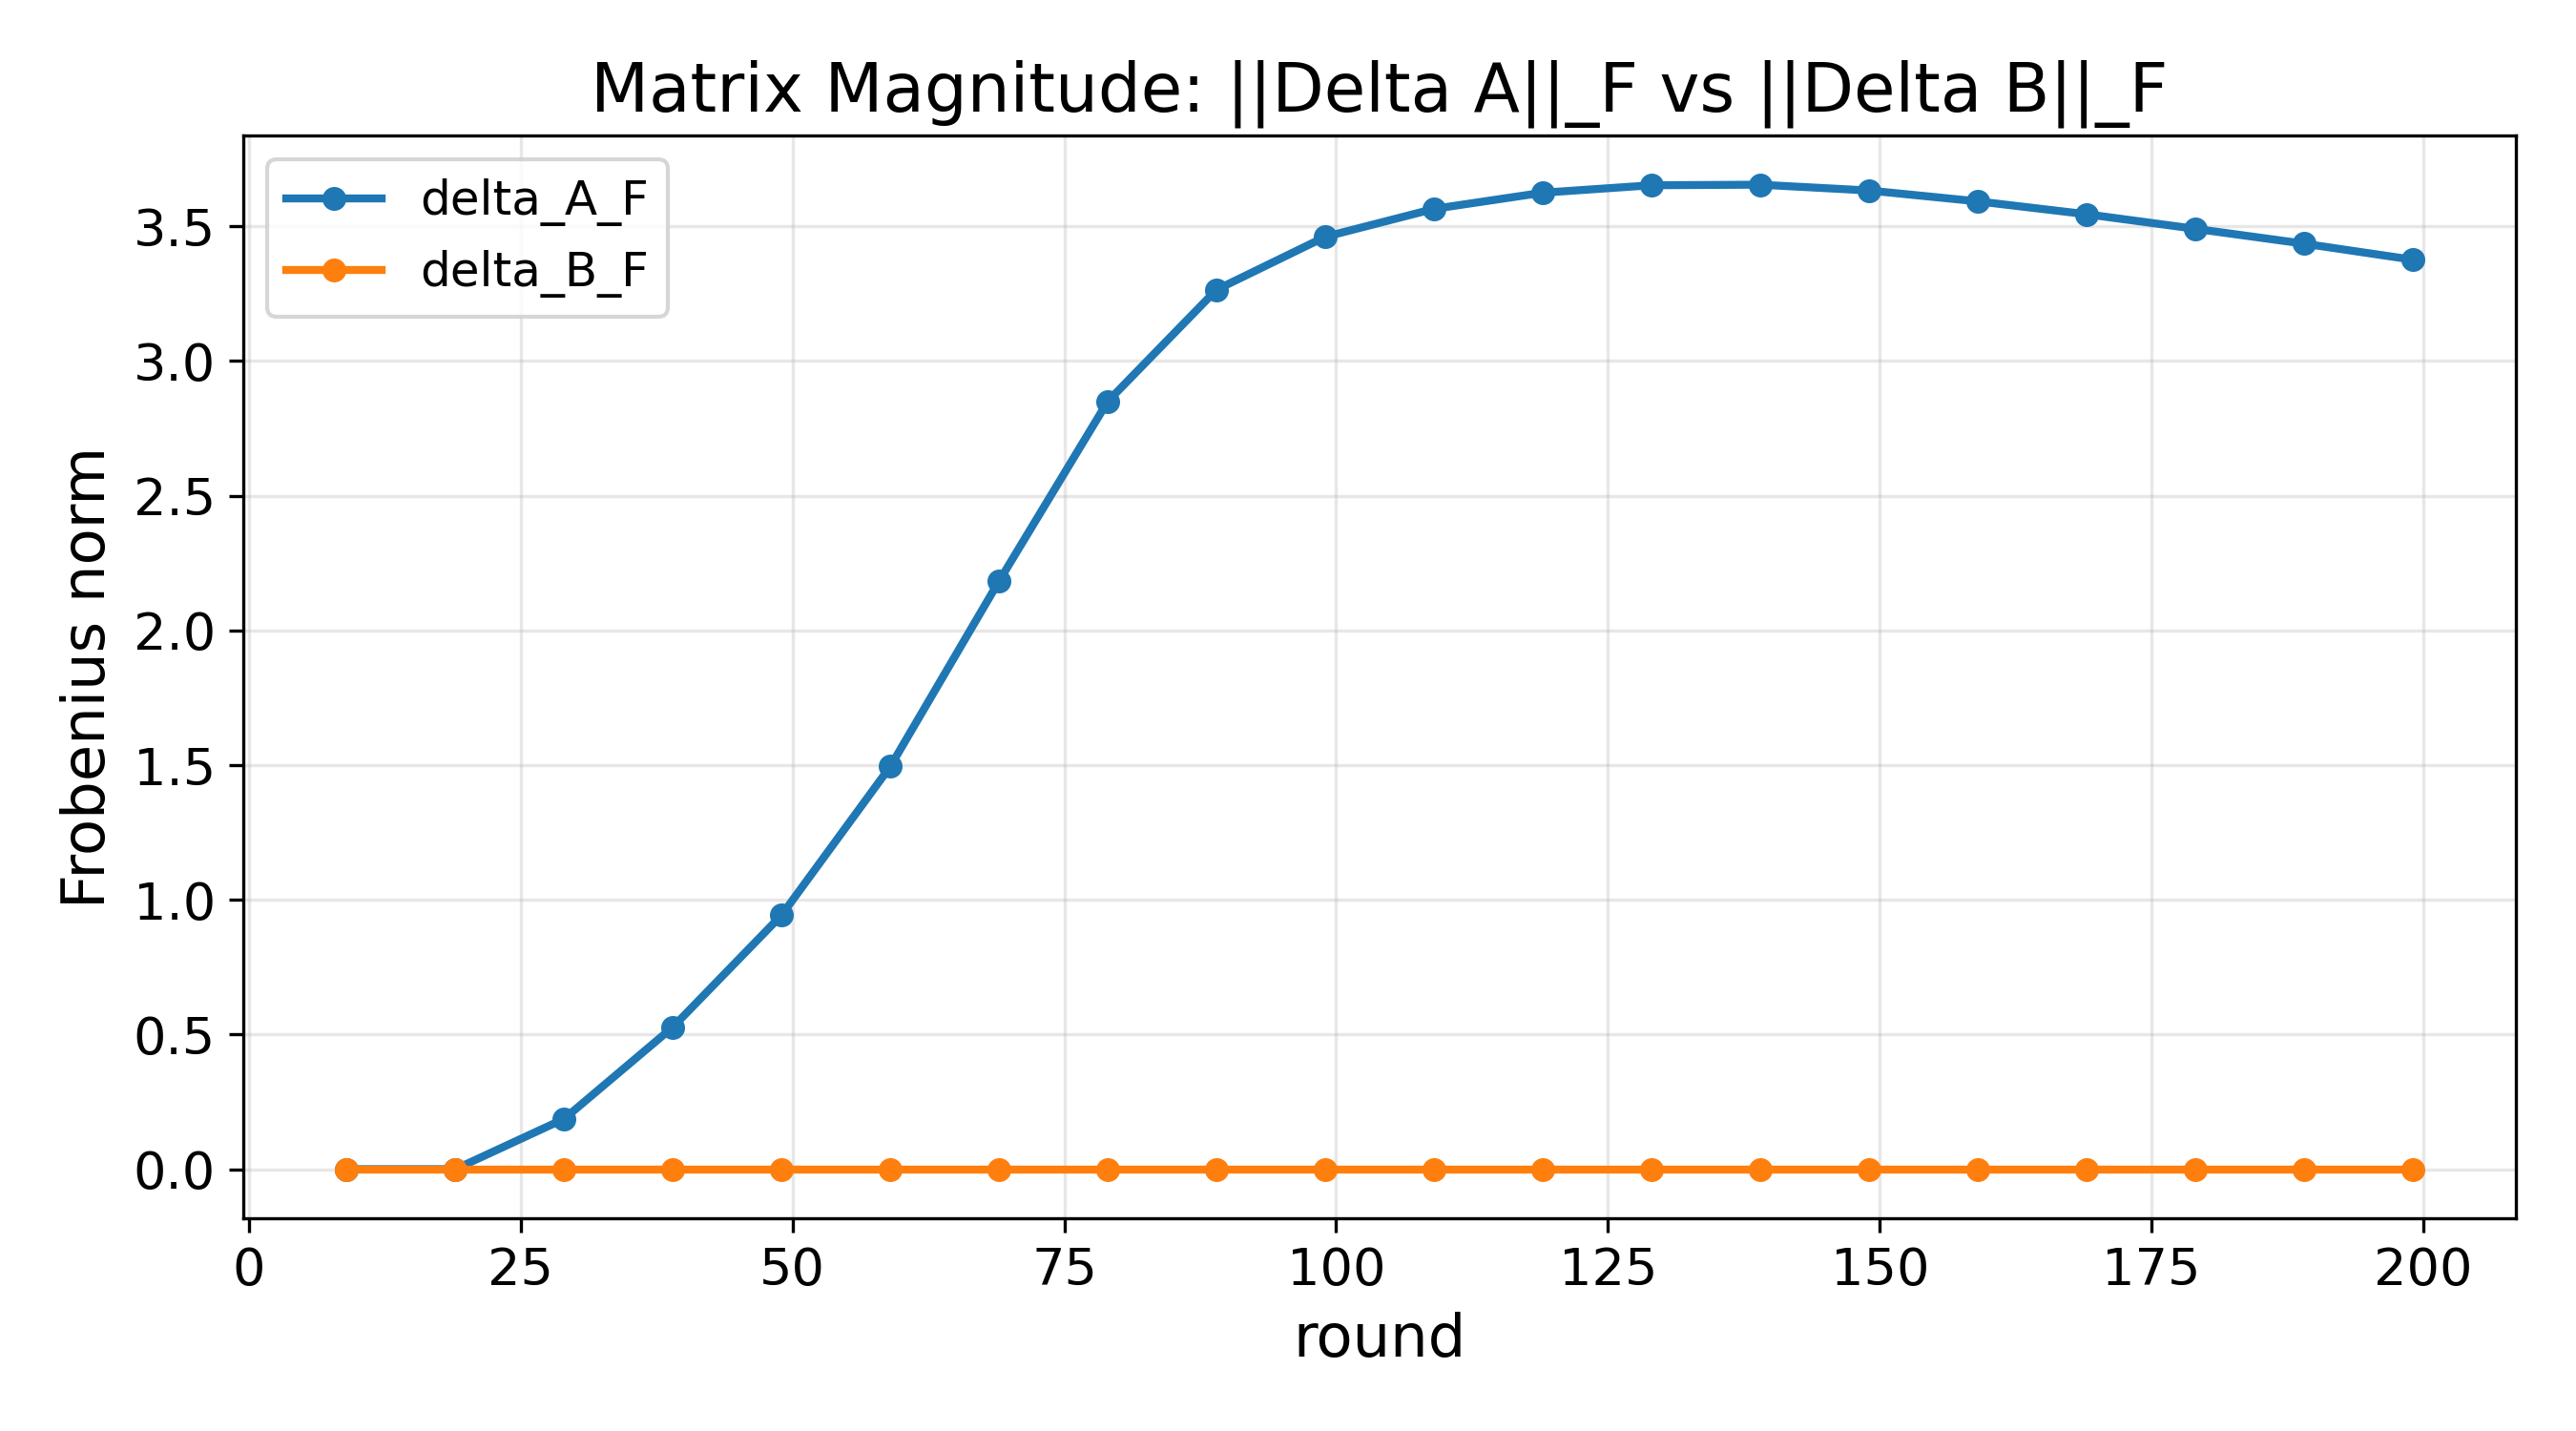 Matrix Magnitude: ||Delta A||_F vs ||Delta B||_F
delta_A_F
delta_B_F
Frobenius norm
3.5
3.0
2.5
2.0
1.5
1.0
0.5
0.0
0 25 50 75 100 125 150 175 200
round